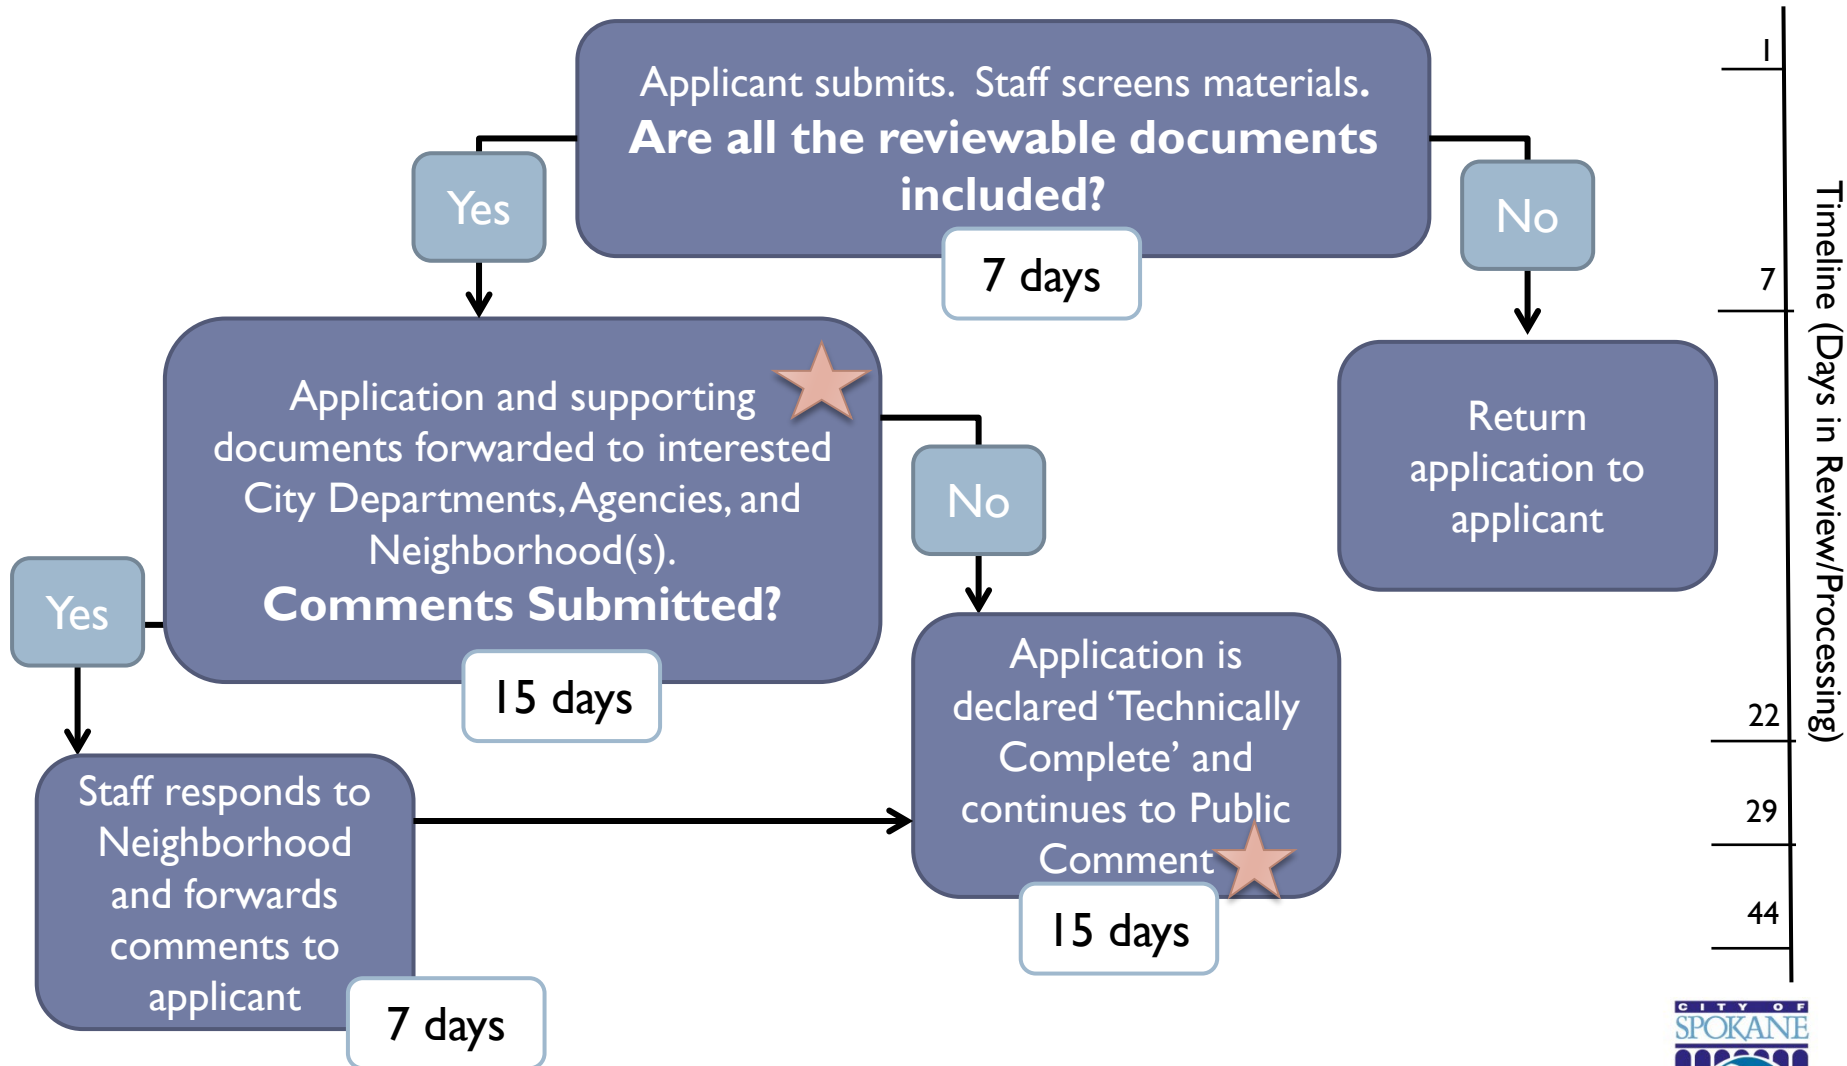 Applicant submits. Staff screens materials.
Are all the reviewable documents
included?
7 days
Yes
No
Application and supporting
documents forwarded to interested
City Departments, Agencies, and
Neighborhood(s).
Comments Submitted?
15 days
Return
application to
applicant
Yes
No
Staff responds to
Neighborhood
and forwards
comments to
applicant
7 days
Application is
declared ‘Technically
Complete’ and
continues to Public
Comment
15 days
1
7
22
29
44
Timeline (Days in Review/Processing)
CITY OF
SPOKANE